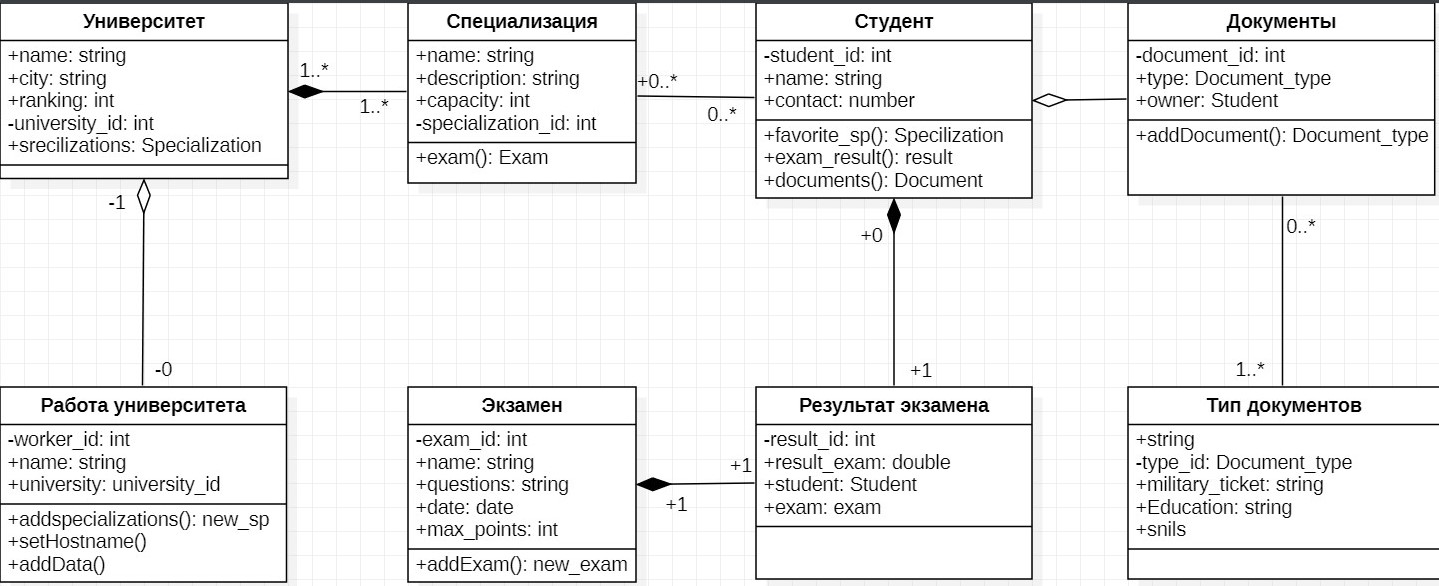 Университет
+name: string
+city: string
+ranking: int
-university_id: int
+srecilizations: Specialization
1..*
1..*
Специализация
+name: string
+description: string
+capacity: int
-specialization_id: int
+exam(): Exam
+0..*
0..*
Студент
-student_id: int
+name: string
+contact: number
+favorite_sp(): Specilization
+exam_result(): result
+documents(): Document
Документы
-document_id: int
+type: Document_type
+owner: Student
+addDocument(): Document_type
-1
-0
+0
+1
0..*
1..*
Работа университета
-worker_id: int
+name: string
+university: university_id
+addspecializations(): new_sp
+setHostname()
+addData()
Экзамен
-exam_id: int
+name: string
+questions: string
+date: date
+max_points: int
+addExam(): new_exam
+1
+1
Результат экзамена
-result_id: int
+result_exam: double
+student: Student
+exam: exam
Тип документов
+string
-type_id: Document_type
+military_ticket: string
+Education: string
+snils